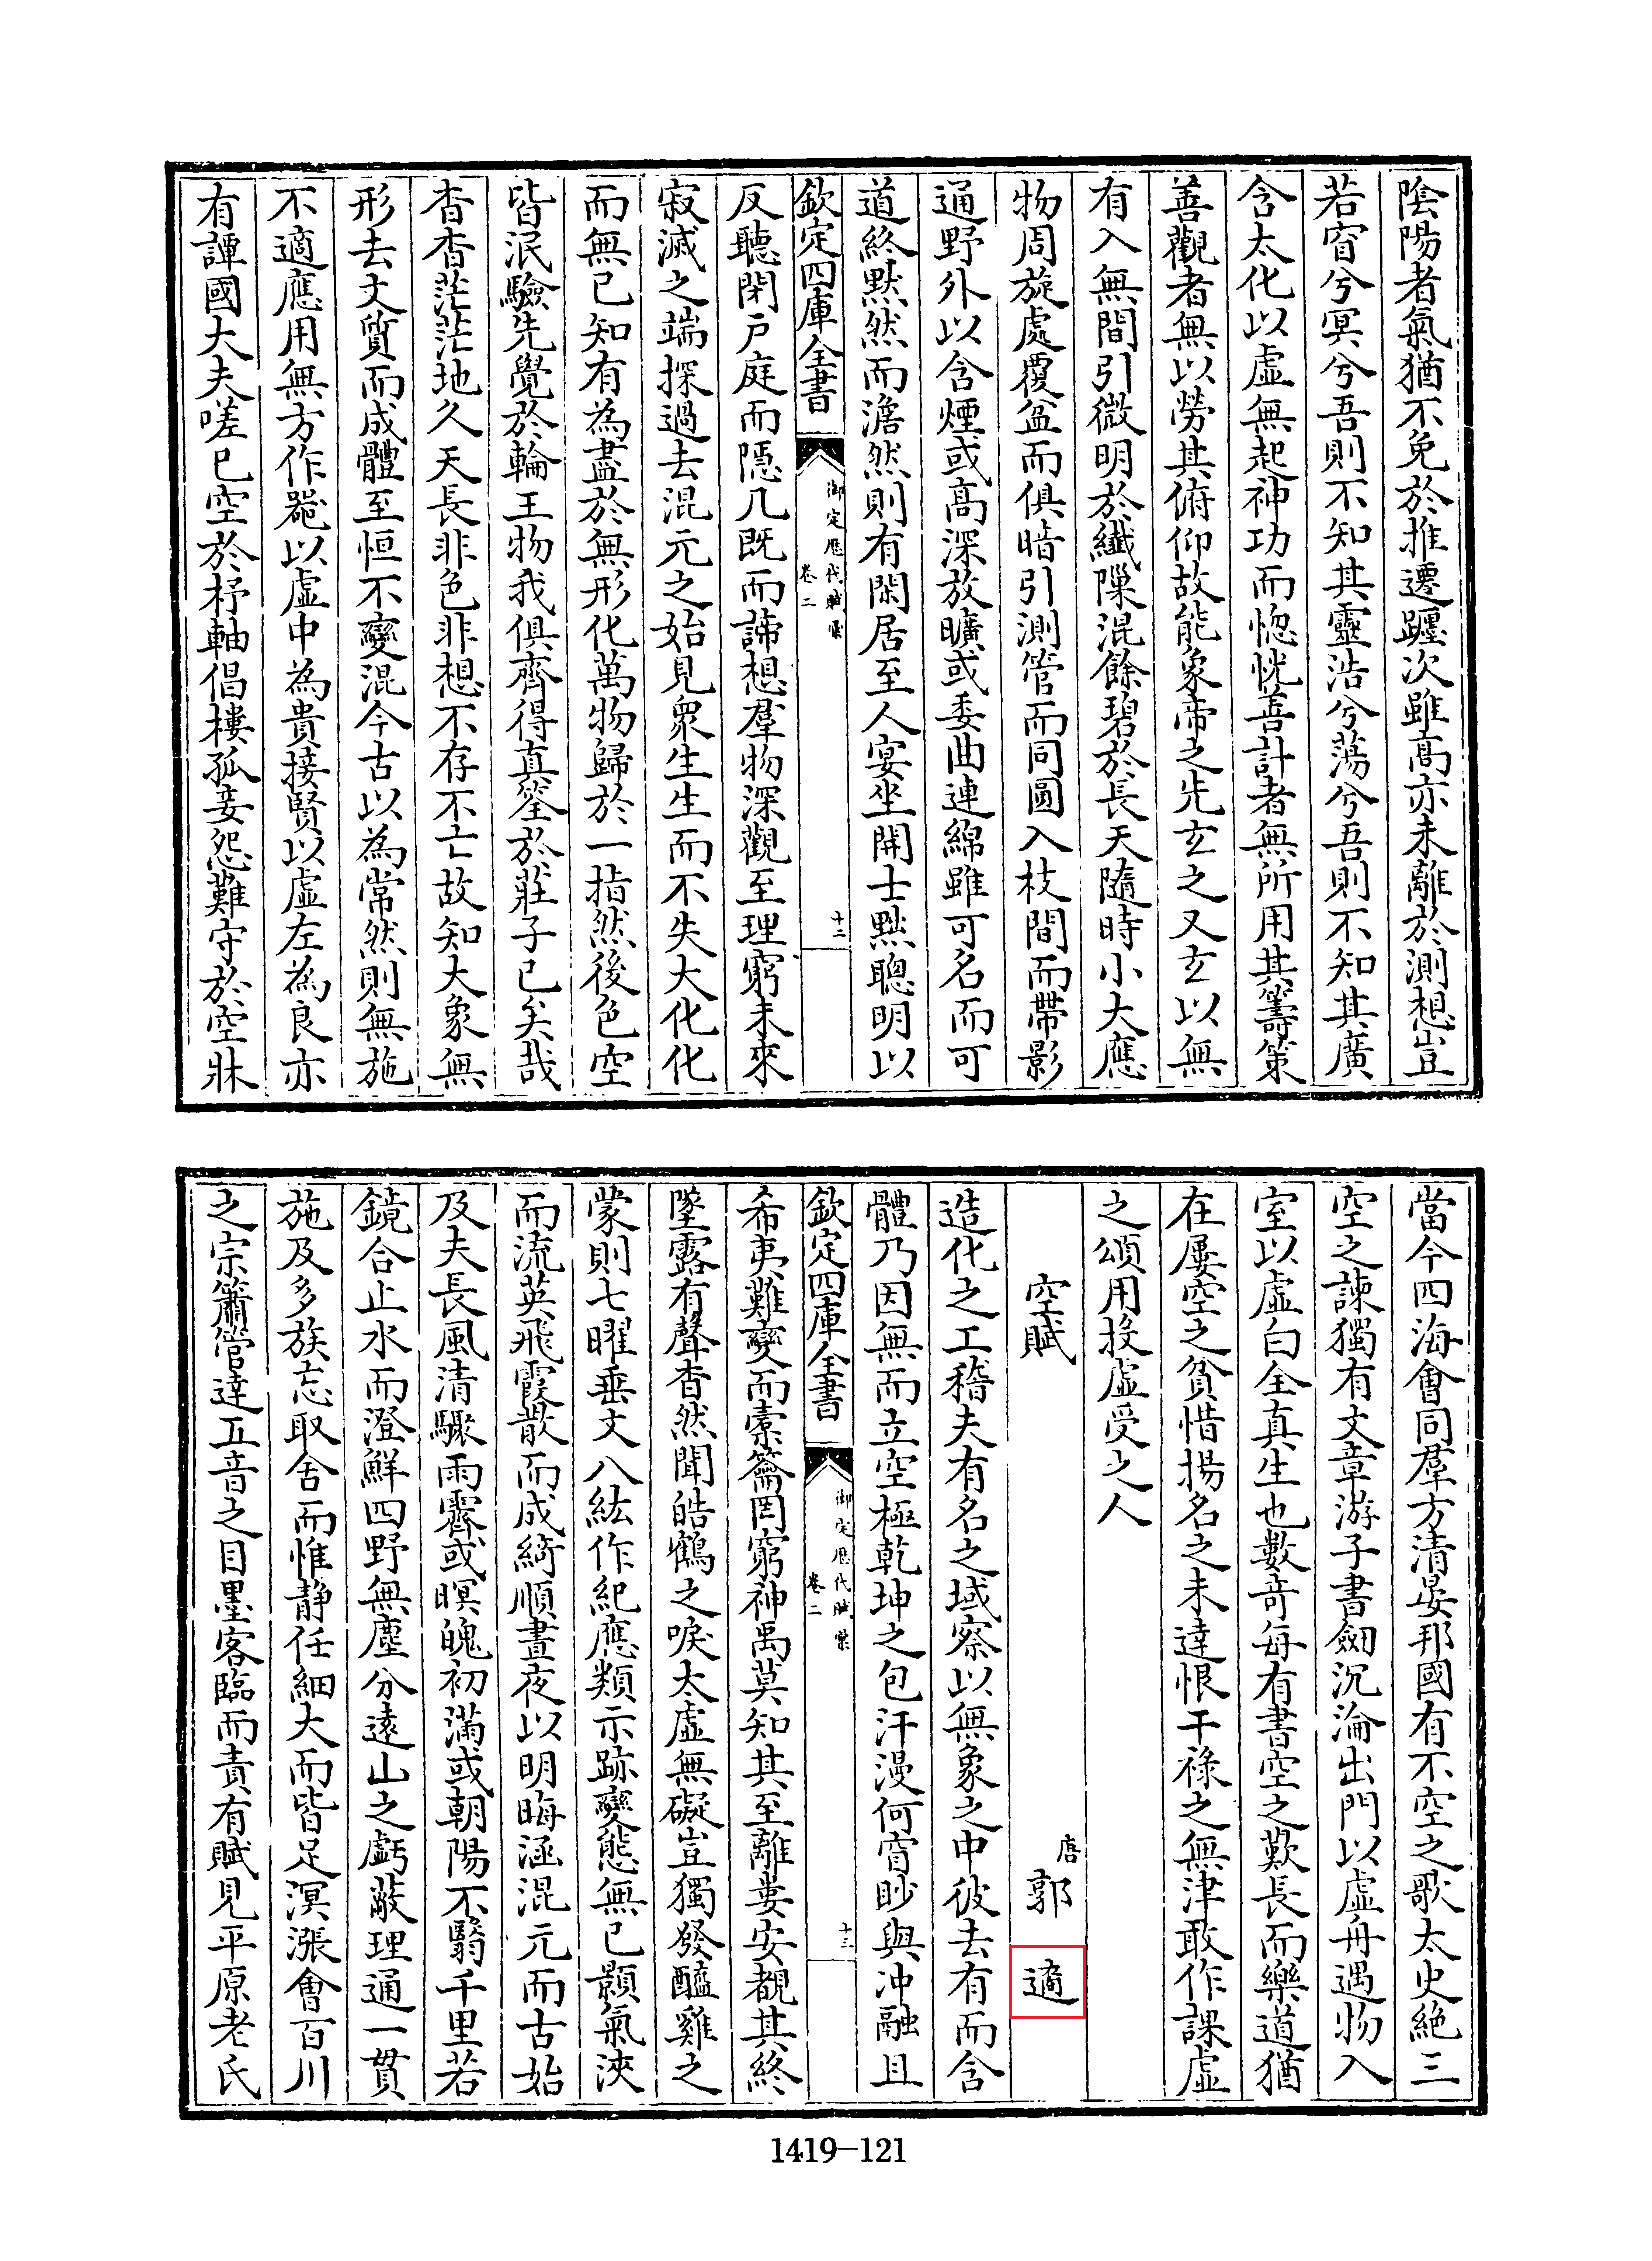 陰陽者氣猶不免於推遷躔次雖髙亦未離於測想豈
若窅兮冥兮吾則不知其靈浩兮蕩兮吾則不知其廣
含太化以虛無起神功而惚恍善計者無所用其籌策
善觀者無以勞其俯仰故能象帝之先玄之又玄以無
有入無間引微明於纖隟混餘碧於長天隨時小大應
物周旋處覆盆而俱暗引測管而同圓入枝間而帶影
通野外以含煙或髙深放曠或委曲連綿雖可名而可
道終黙然而澹然則有閑居至人宴坐開士黜聰明以
欽定四庫全書
御定歷代賦彙
卷二
十二
反聽閉户庭而隱几既而諦想羣物深觀至理窮未來
寂滅之端探過去混元之始見衆生生而不失大化化
而無已知有為盡於無形化萬物歸於一指然後色空
皆泯驗先覺於輪王物我俱齊得真筌於莊子已矣哉
杳杳茫茫地久天長非色非想不存不亡故知大象無
形去文質而成體至恒不變混今古以為常然則無施
不適應用無方作器以虛中為貴接賢以虛左為良亦
有譚國大夫嗟已空於杼軸倡樓孤妾怨難守於空牀
當今四海會同羣方清晏邦國有不空之歌太史絶三
空之諫獨有文章游子書劔沉淪出門以虛舟遇物入
室以虛白全真生也數奇每有書空之歎長而樂道猶
在屢空之貧惜揚名之未達恨干祿之無津敢作課虛
之頌用投虛受之人
空賦
唐郭適
造化之工稽夫有名之域察以無象之中彼去有而含
體乃因無而立空極乾坤之包汗漫何窅眇與冲融且
欽定四庫全書
御定歷代賦彙
卷二
十三
希夷難變而槖籥罔窮神禹莫知其至離婁安覩其終
墜露有聲杳然聞皓鶴之唳太虛無礙豈獨發醯雞之
蒙則七曜垂文八紘作紀應類示跡變態無已顥氣浹
而流英飛霞散而成綺順晝夜以明晦涵混元而古始
及夫長風清驟雨霽或暝魄初滿或朝陽不翳千里若
鏡合止水而澄鮮四野無塵分遠山之虧蔽理通一貫
施及多族忘取舍而惟静任細大而皆足溟漲會百川
之宗簫管達五音之目墨客臨而責有賦見平原老氏
1419-121